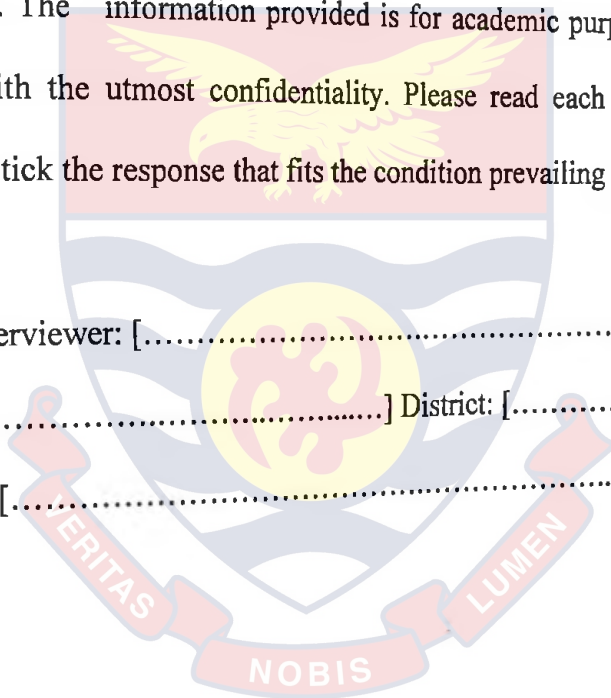 . The information provided is for academic pur
ith the utmost confidentiality. Please read each
tick the response that fits the condition prevailing
erviewer: [..................................................
..........................................] District: [............
[..................................................................
VERITAS
NOBIS
LUMEN